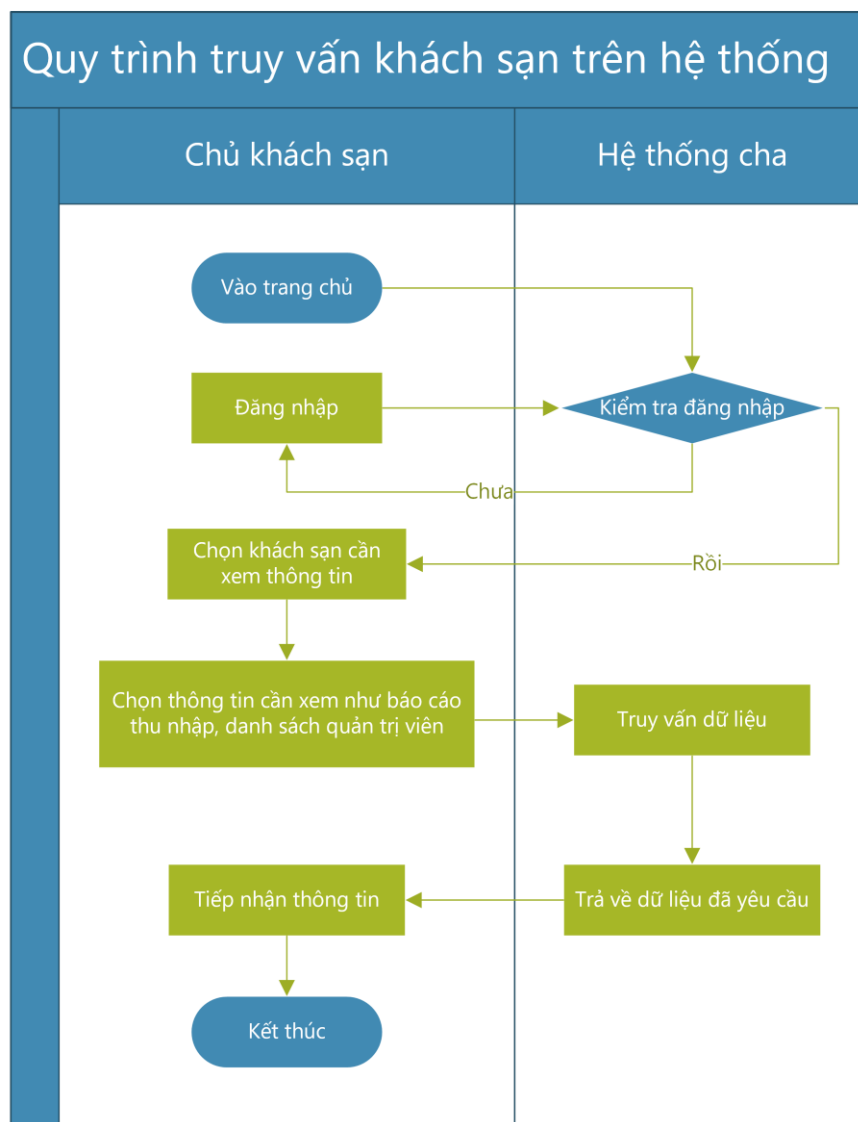 Quy trình truy vấn khách sạn trên hệ thống
Chủ khách sạn
Hệ thống cha
Vào trang chủ
Đăng nhập
Kiểm tra đăng nhập
Chưa
Chọn khách sạn cần
xem thông tin
Rồi
Chọn thông tin cần xem như báo cáo
thu nhập, danh sách quản trị viên
Truy vấn dữ liệu
Tiếp nhận thông tin
Trả về dữ liệu đã yêu cầu
Kết thúc